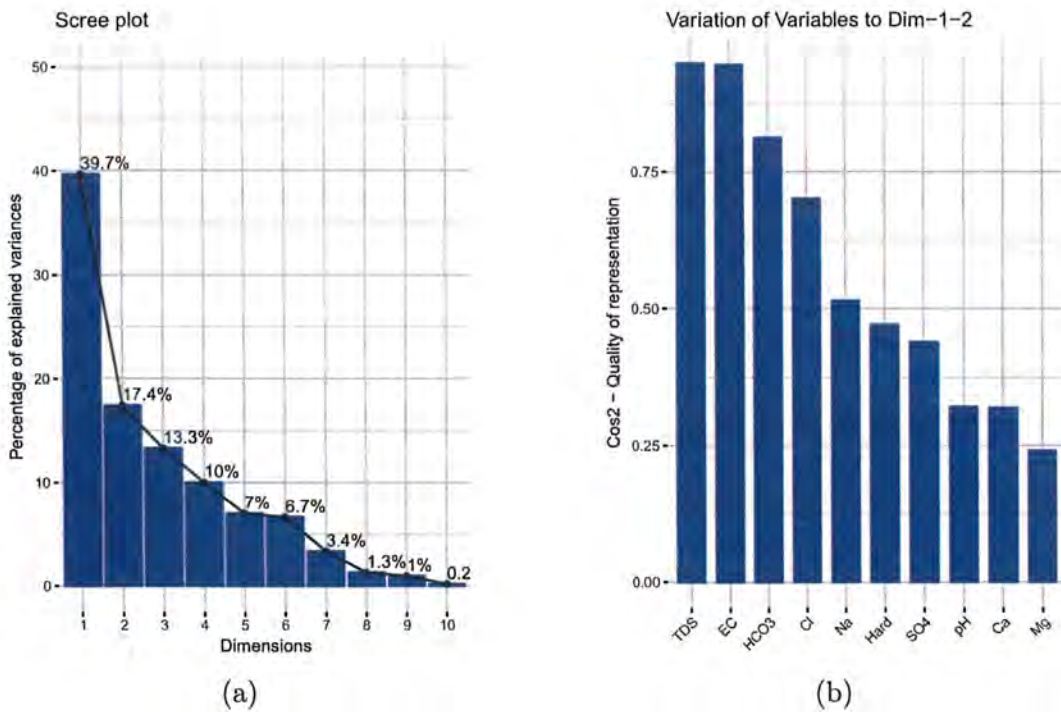 Scree plot
Percentage of explained variances
50
40
30
20
10
0
39.7%
17.4%
13.3%
10%
7%
6.7%
3.4%
1.3%
1%
0.2
1 2 3 4 5 6 7 8 9 10
Dimensions
(a)
Variation of Variables to Dim−1−2
Cos2 − Quality of representation
0.75
0.50
0.25
0.00
TDS
EC
HCO3
Cl
Na
Hard
SO4
pH
Ca
Mg
(b)